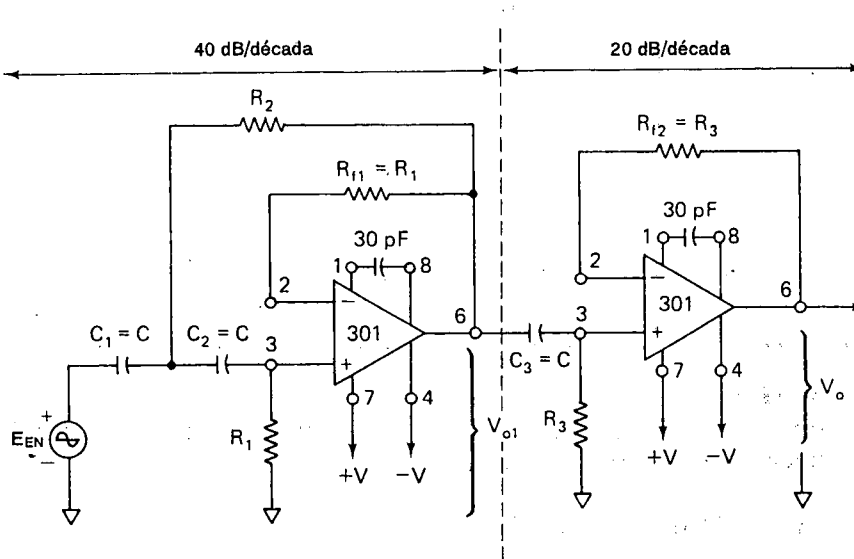 40 dB/década
20 dB/década
R2
Rf1 = R1
30 pF
1
8
2
−
301
6
C1 = C
C2 = C
3
+
7
4
R1
+
EEN
−
+V
−V
Vo1
Rf2 = R3
30 pF
1
8
2
−
301
6
3
+
C3 = C
7
4
R3
+V
−V
Vo